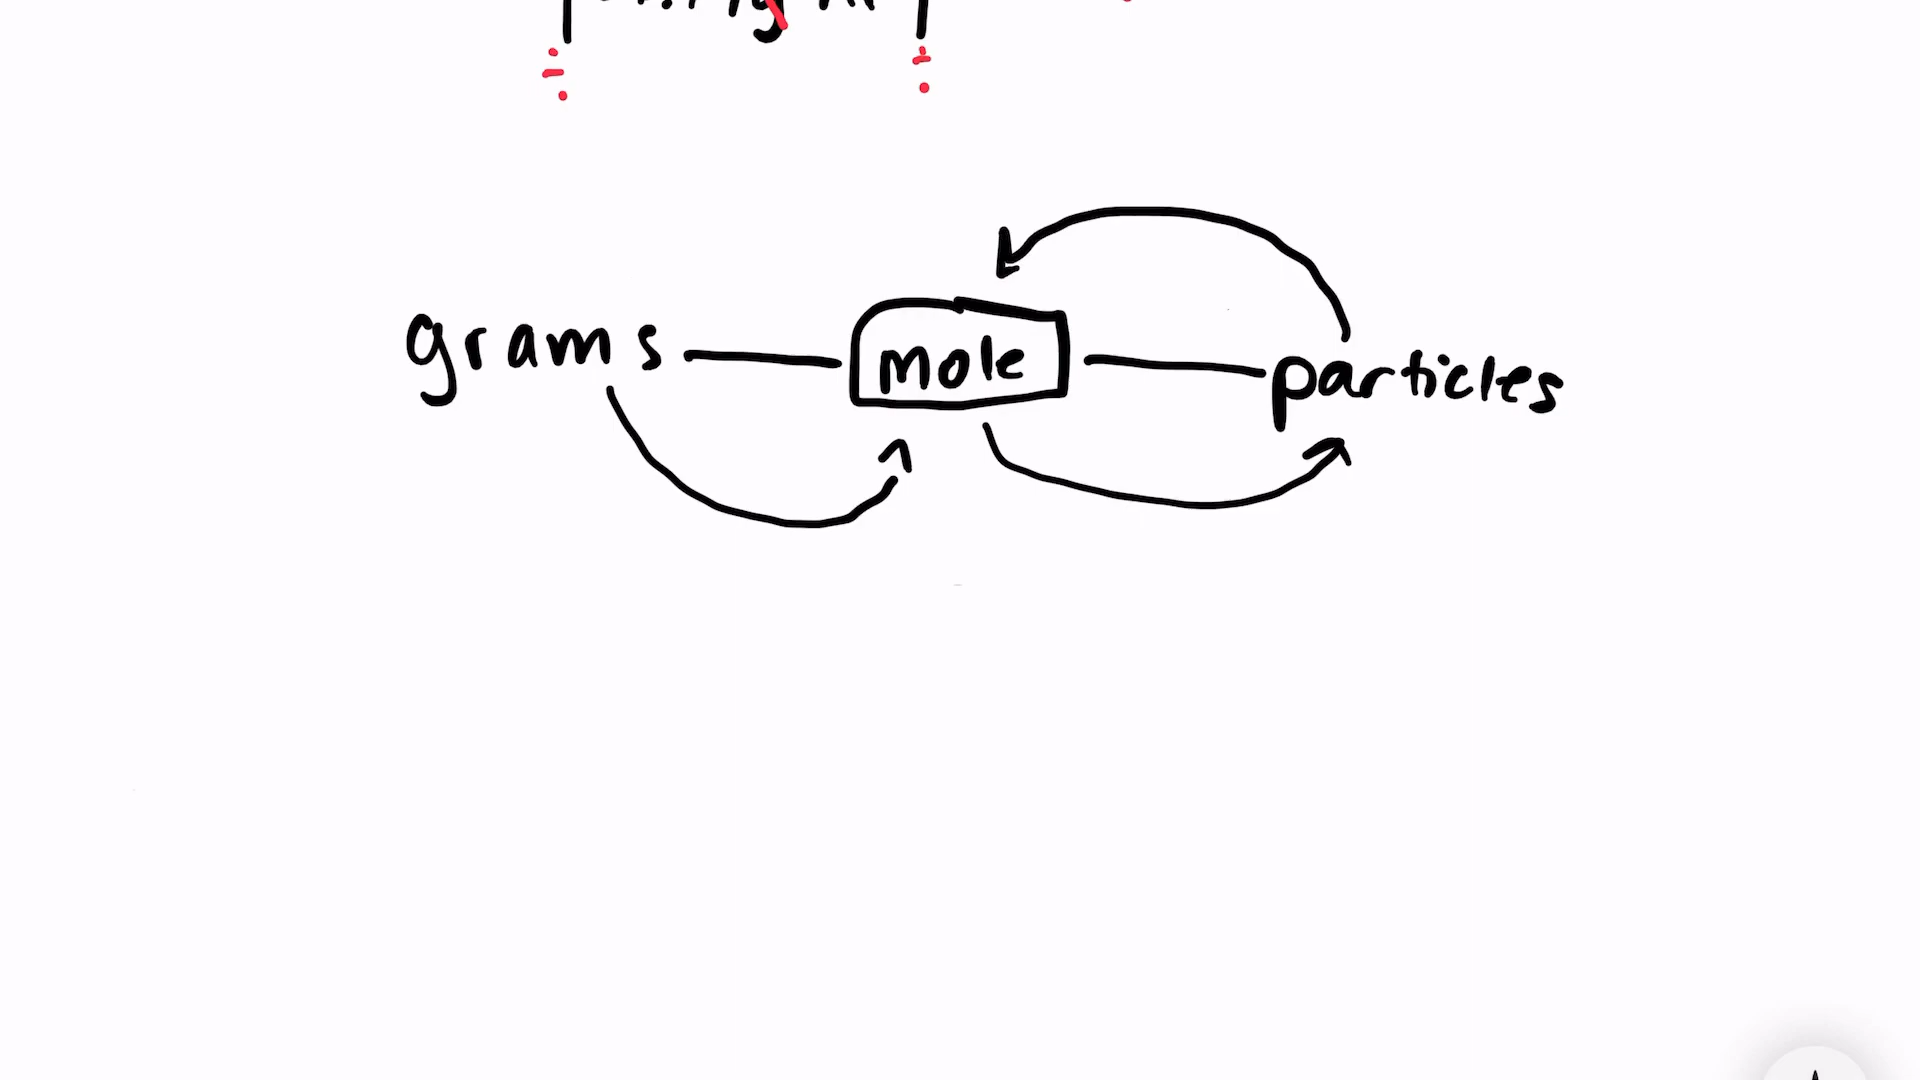 ÷ ÷
grams — mole — particles